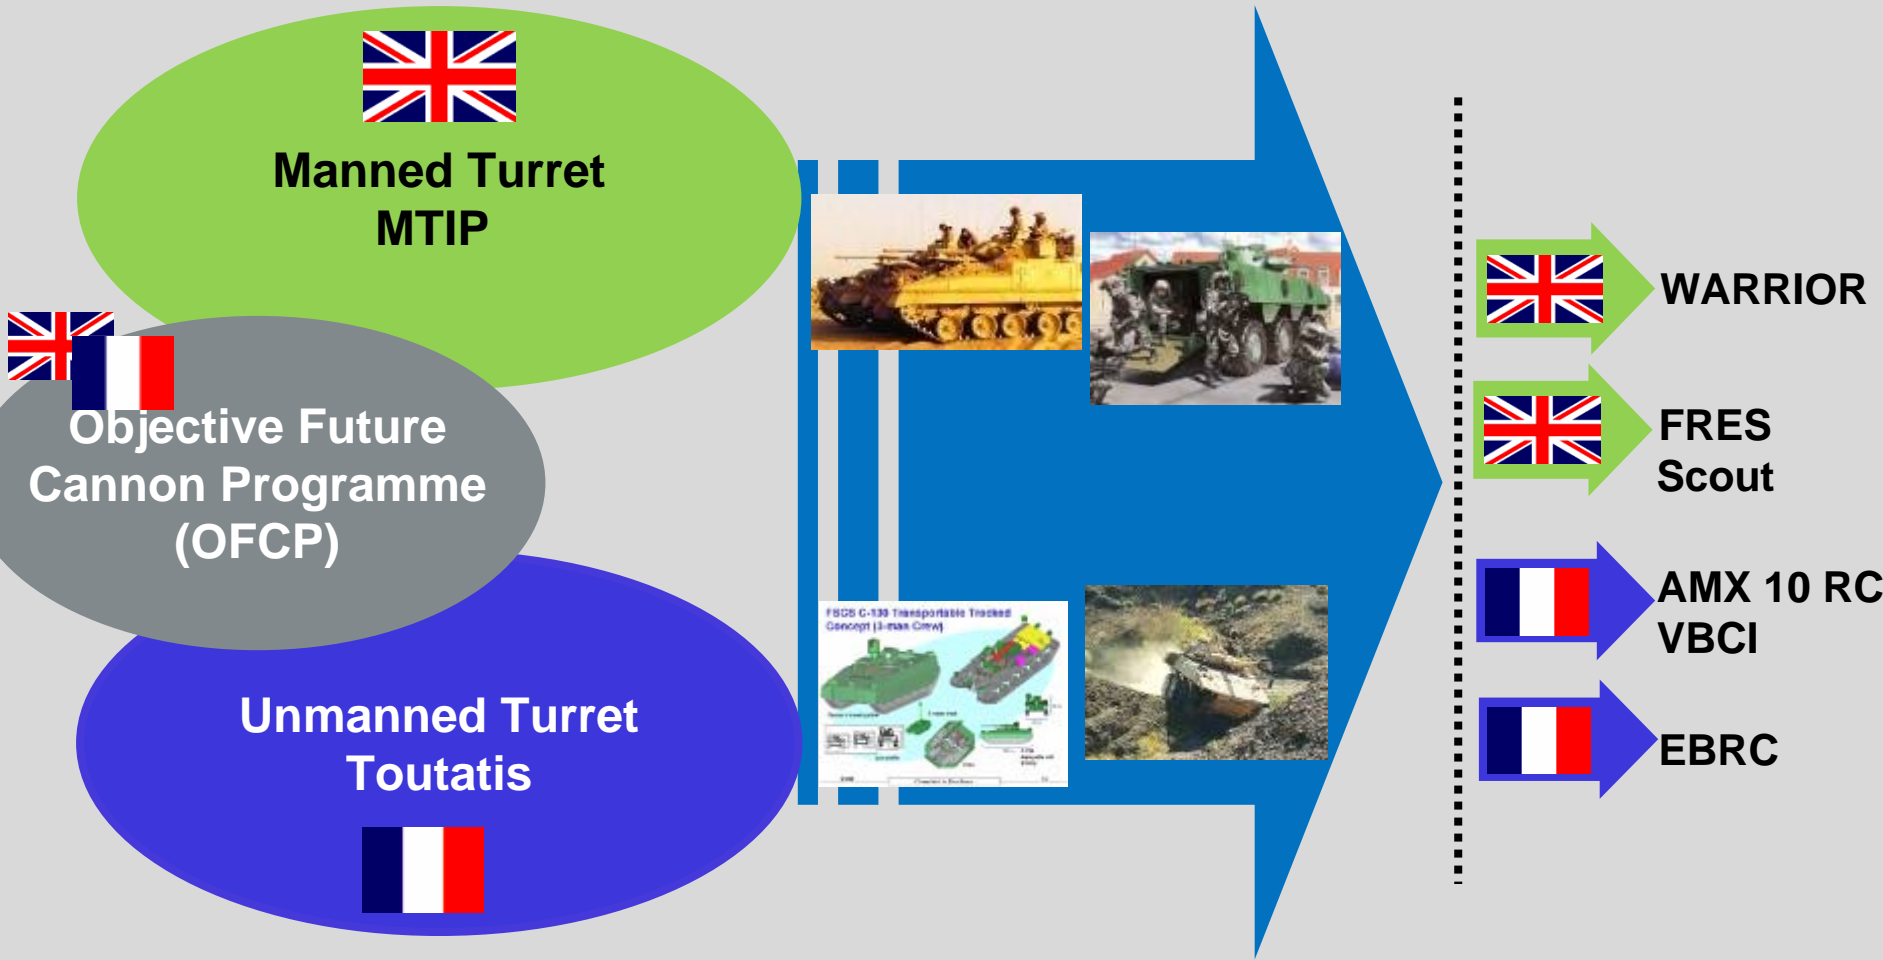 Manned Turret
MTIP
Objective Future
Cannon Programme
(OFCP)
Unmanned Turret
Toutatis
FSCS C-130 Transportable Tracked
Concept (3-man Crew)
WARRIOR
FRES
Scout
AMX 10 RC
VBCI
EBRC